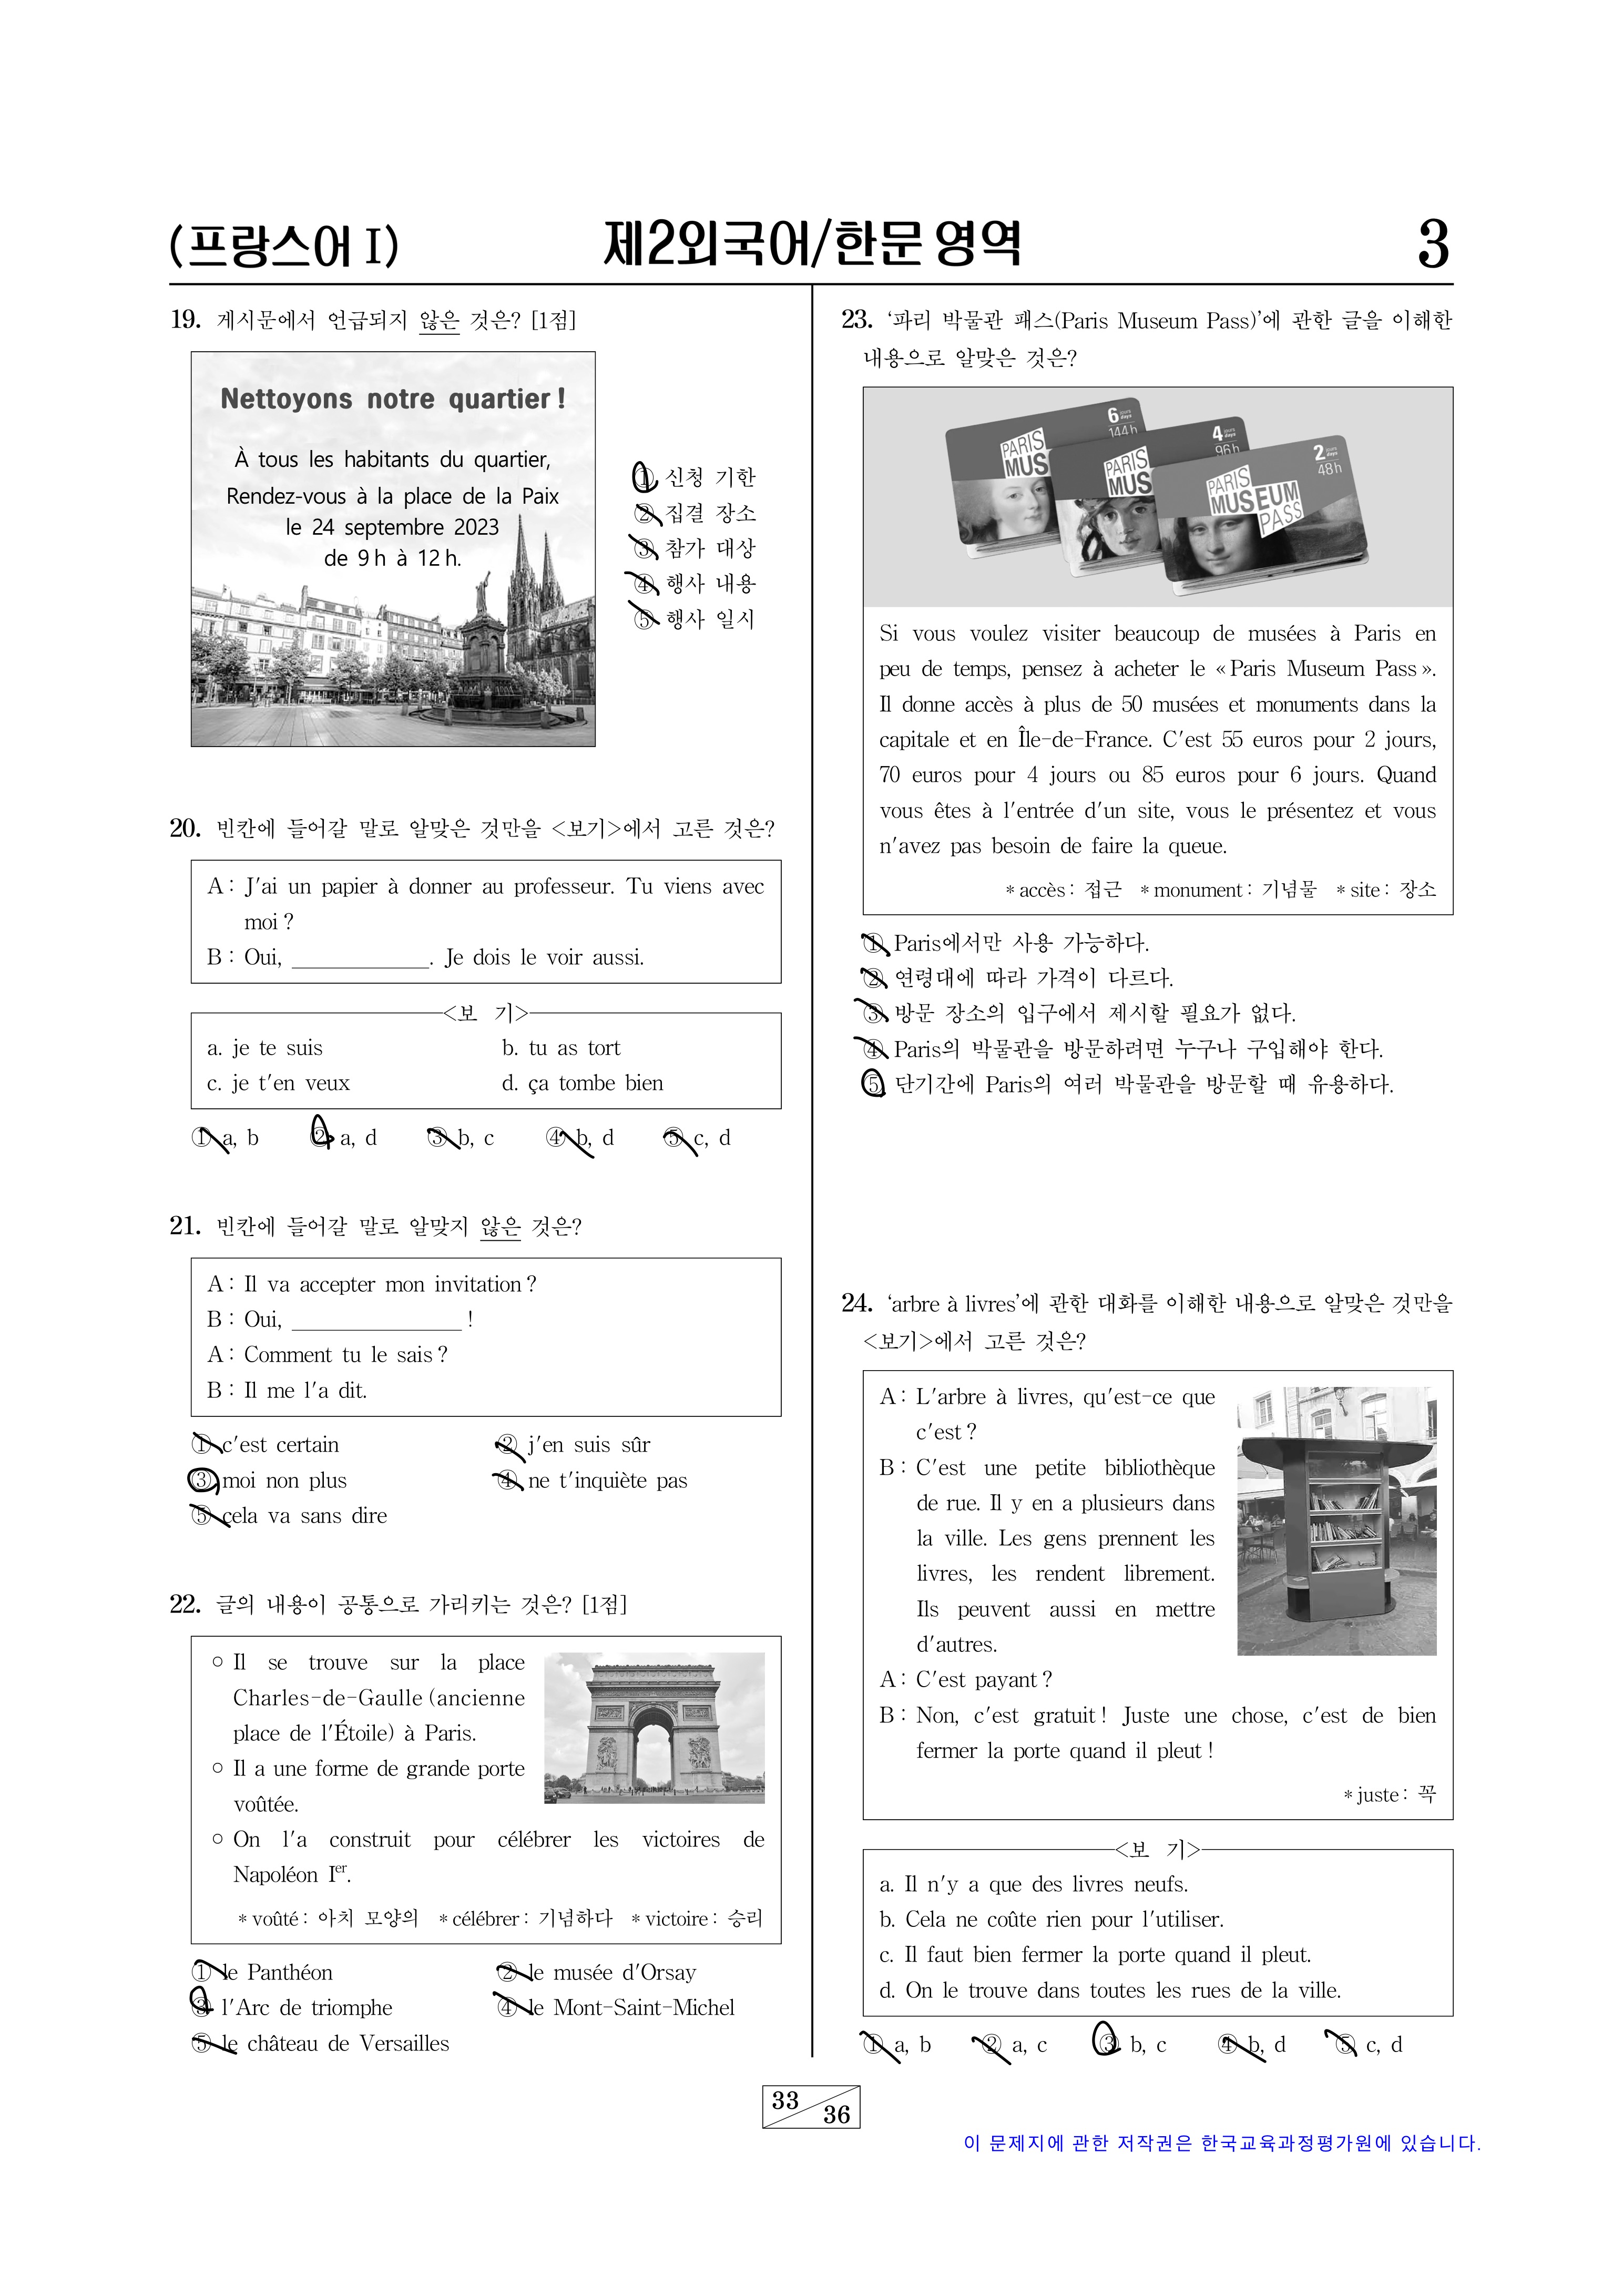 (프랑스어 Ⅰ)
제2외국어/한문 영역
3
19. 게시문에서 언급되지 않은 것은? [1점]
Nettoyons notre quartier !
À tous les habitants du quartier,
Rendez-vous à la place de la Paix
le 24 septembre 2023
de 9 h à 12 h.
① 신청 기한
② 집결 장소
③ 참가 대상
④ 행사 내용
⑤ 행사 일시
20. 빈칸에 들어갈 말로 알맞은 것만을 <보기>에서 고른 것은?
A : J'ai un papier à donner au professeur. Tu viens avec
moi ?
B : Oui, ____________. Je dois le voir aussi.
<보 기>
a. je te suis b. tu as tort
c. je t'en veux d. ça tombe bien
① a, b ② a, d ③ b, c ④ b, d ⑤ c, d
21. 빈칸에 들어갈 말로 알맞지 않은 것은?
A : Il va accepter mon invitation ?
B : Oui, _______________ !
A : Comment tu le sais ?
B : Il me l'a dit.
① c'est certain ② j'en suis sûr
③ moi non plus ④ ne t'inquiète pas
⑤ cela va sans dire
22. 글의 내용이 공통으로 가리키는 것은? [1점]
○ Il se trouve sur la place
Charles-de-Gaulle (ancienne
place de l'Étoile) à Paris.
○ Il a une forme de grande porte
voûtée.
○ On l'a construit pour célébrer les victoires de
Napoléon Ier.
* voûté : 아치 모양의 * célébrer : 기념하다 * victoire : 승리
① le Panthéon ② le musée d'Orsay
③ l'Arc de triomphe ④ le Mont-Saint-Michel
⑤ le château de Versailles
23. ‘파리 박물관 패스(Paris Museum Pass)’에 관한 글을 이해한
내용으로 알맞은 것은?
6 jours days
144 h
PARIS
MUS
4 jours days
96 h
PARIS
MUS
2 jours days
48 h
PARIS
MUSEUM
PASS
Si vous voulez visiter beaucoup de musées à Paris en
peu de temps, pensez à acheter le « Paris Museum Pass ».
Il donne accès à plus de 50 musées et monuments dans la
capitale et en Île-de-France. C'est 55 euros pour 2 jours,
70 euros pour 4 jours ou 85 euros pour 6 jours. Quand
vous êtes à l'entrée d'un site, vous le présentez et vous
n'avez pas besoin de faire la queue.
* accès : 접근 * monument : 기념물 * site : 장소
① Paris에서만 사용 가능하다.
② 연령대에 따라 가격이 다르다.
③ 방문 장소의 입구에서 제시할 필요가 없다.
④ Paris의 박물관을 방문하려면 누구나 구입해야 한다.
⑤ 단기간에 Paris의 여러 박물관을 방문할 때 유용하다.
24. ‘arbre à livres’에 관한 대화를 이해한 내용으로 알맞은 것만을
<보기>에서 고른 것은?
A : L'arbre à livres, qu'est-ce que
c'est ?
B : C'est une petite bibliothèque
de rue. Il y en a plusieurs dans
la ville. Les gens prennent les
livres, les rendent librement.
Ils peuvent aussi en mettre
d'autres.
A : C'est payant ?
B : Non, c'est gratuit ! Juste une chose, c'est de bien
fermer la porte quand il pleut !
* juste : 꼭
<보 기>
a. Il n'y a que des livres neufs.
b. Cela ne coûte rien pour l'utiliser.
c. Il faut bien fermer la porte quand il pleut.
d. On le trouve dans toutes les rues de la ville.
① a, b ② a, c ③ b, c ④ b, d ⑤ c, d
33
36
이 문제지에 관한 저작권은 한국교육과정평가원에 있습니다.